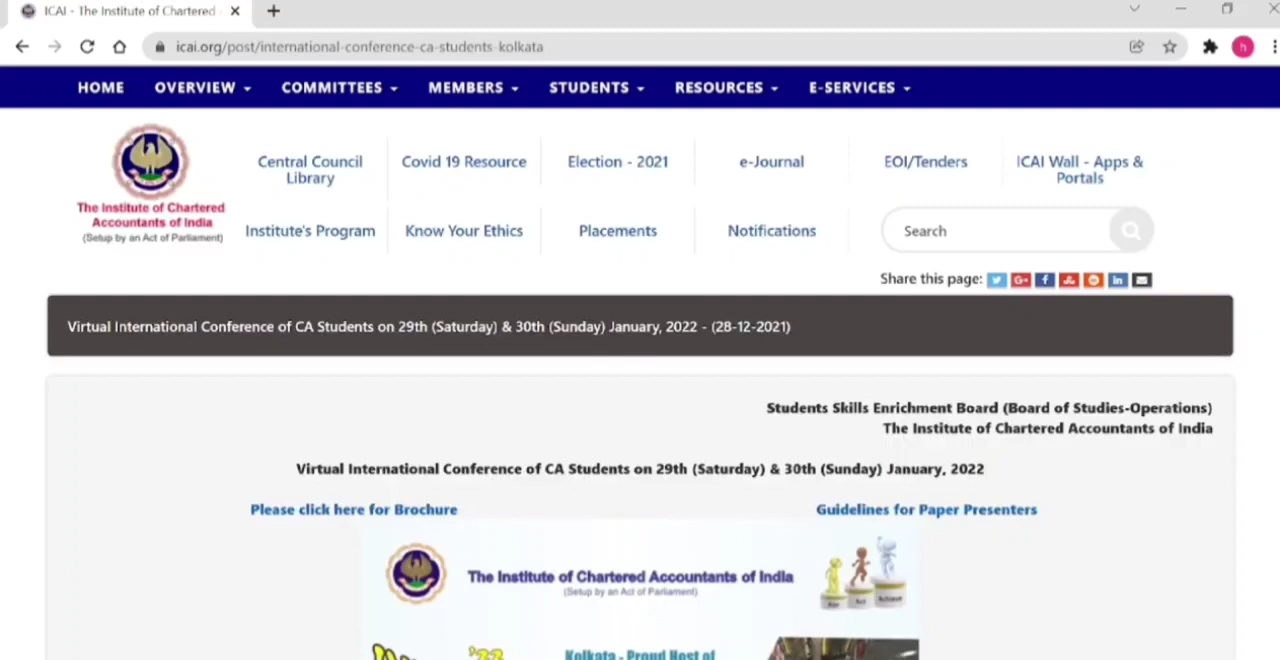 ICAI - The Institute of Chartered
icai.org/post/international-conference-ca-students-kolkata
h
HOME OVERVIEW COMMITTEES MEMBERS STUDENTS RESOURCES E-SERVICES
The Institute of Chartered
Accountants of India
(Setup by an Act of Parliament)
Central Council
Library
Covid 19 Resource
Election - 2021
e-Journal
EOI/Tenders
ICAI Wall - Apps &
Portals
Institute's Program
Know Your Ethics
Placements
Notifications
Search
Share this page:
G+ f in
Virtual International Conference of CA Students on 29th (Saturday) & 30th (Sunday) January, 2022 - (28-12-2021)
Students Skills Enrichment Board (Board of Studies-Operations)
The Institute of Chartered Accountants of India
Virtual International Conference of CA Students on 29th (Saturday) & 30th (Sunday) January, 2022
Please click here for Brochure
Guidelines for Paper Presenters
The Institute of Chartered Accountants of India
(Setup by an Act of Parliament)
Act Achieve
'22
Kolkata - Proud Host of